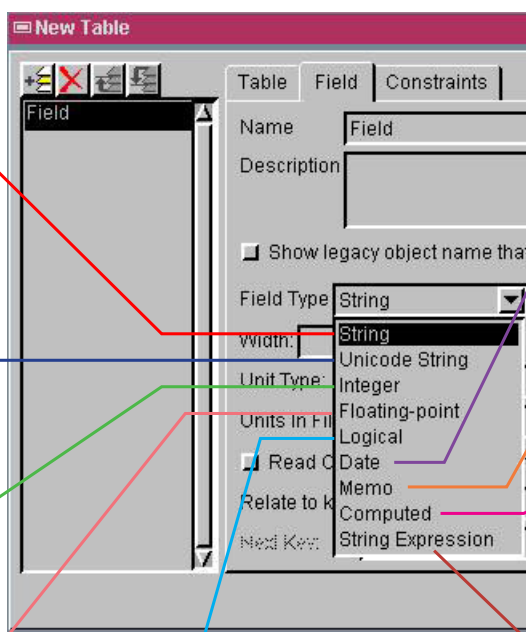 New Table
Field
Table Field Constraints
Name Field
Description
Show legacy object name tha
Field Type String
Width:
String
Unicode String
Unit Type:
Integer
Floating-point
Units In Fil
Logical
Read O
Date
Memo
Relate to k
Computed
Next Key:
String Expression